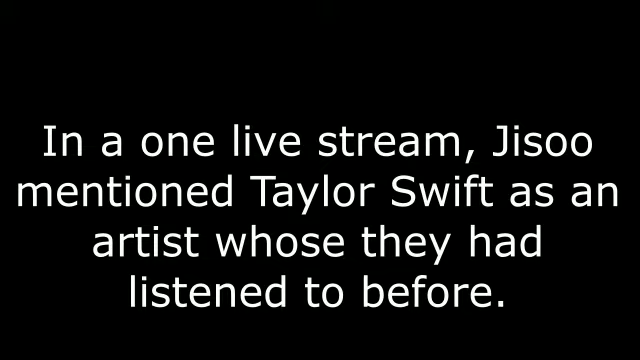 In a one live stream, Jisoo
mentioned Taylor Swift as an
artist whose they had
listened to before.